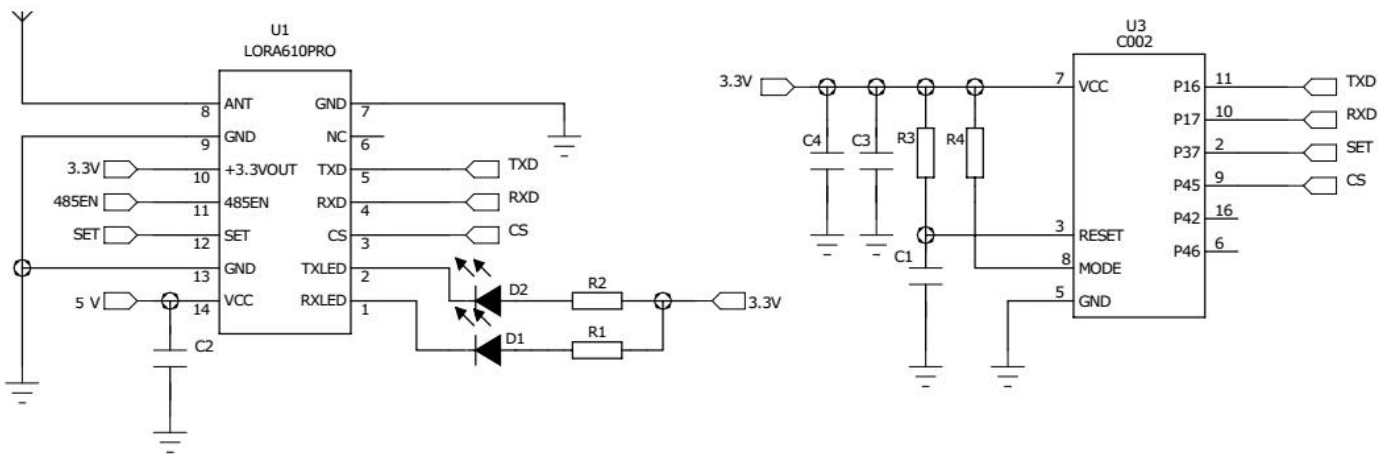 U1
LORA610PRO
8 ANT GND 7
9 GND NC 6
3.3V 10 +3.3VOUT TXD 5 TXD
485EN 11 485EN RXD 4 RXD
SET 12 SET CS 3 CS
13 GND TXLED 2
5 V 14 VCC RXLED 1
D2 R2 3.3V
D1 R1
C2
U3
C002
3.3V 7 VCC P16 11 TXD
P17 10 RXD
C4 C3 R3 R4 P37 2 SET
P45 9 CS
P42 16
3 RESET P46 6
C1 8 MODE
5 GND